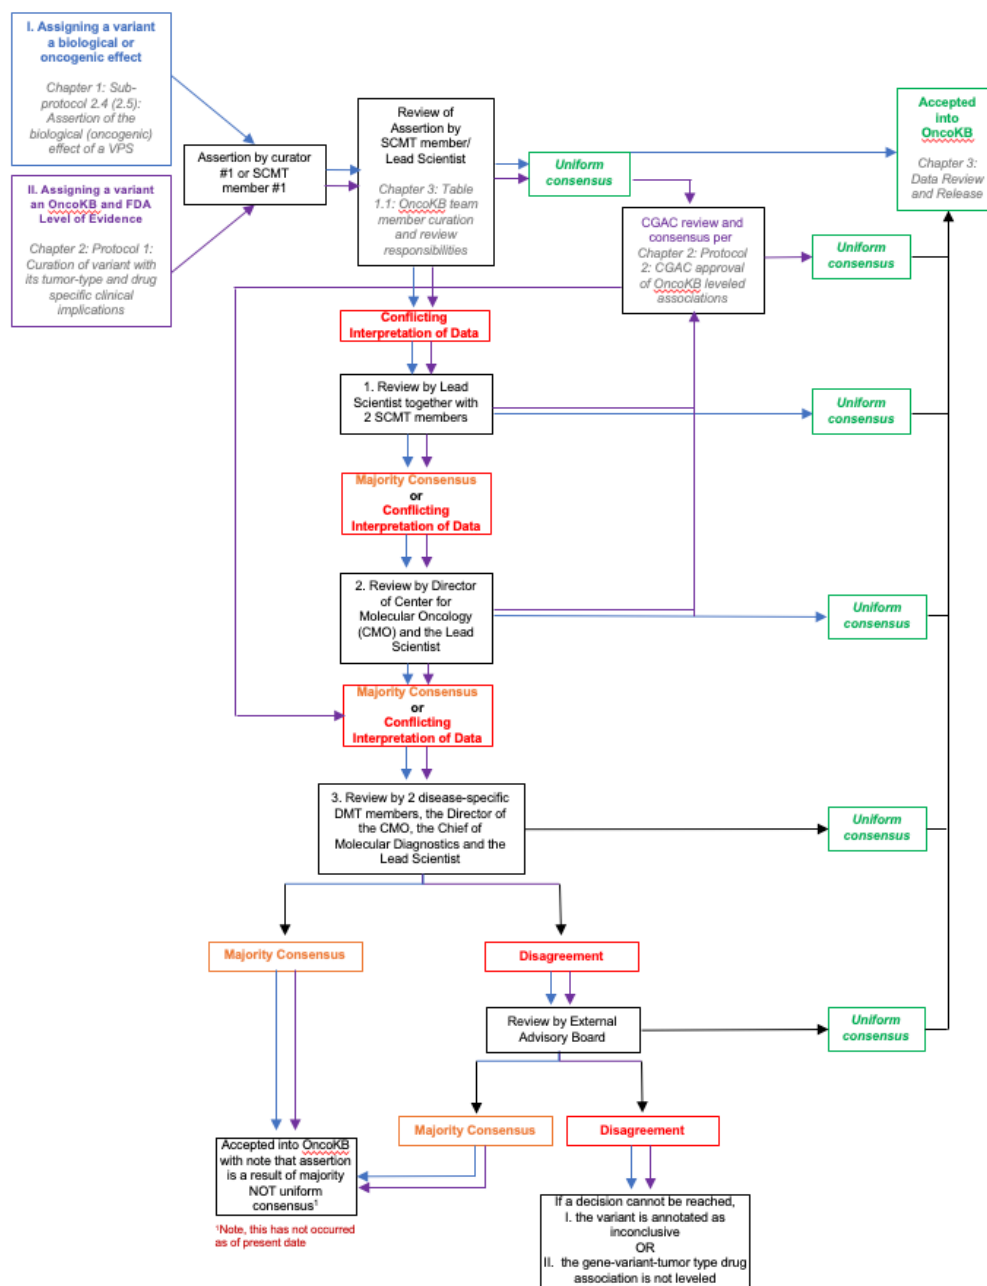 I. Assigning a variant
a biological or
oncogenic effect
Chapter 1: Sub-
protocol 2.4 (2.5):
Assertion of the
biological (oncogenic)
effect of a VPS
II. Assigning a variant
an OncoKB and FDA
Level of Evidence
Chapter 2: Protocol 1:
Curation of variant with
its tumor-type and drug
specific clinical
implications
Assertion by curator
#1 or SCMT
member #1
Review of
Assertion by
SCMT member/
Lead Scientist
Chapter 3: Table
1.1: OncoKB team
member curation
and review
responsibilities
Uniform
consensus
Accepted
into
OncoKB
Chapter 3:
Data Review
and Release
CGAC review and
consensus per
Chapter 2: Protocol
2: CGAC approval
of OncoKB leveled
associations
Uniform
consensus
Conflicting
Interpretation of Data
1. Review by Lead
Scientist together with
2 SCMT members
Uniform
consensus
Majority Consensus
or
Conflicting
Interpretation of Data
2. Review by Director
of Center for
Molecular Oncology
(CMO) and the Lead
Scientist
Uniform
consensus
Majority Consensus
or
Conflicting
Interpretation of Data
3. Review by 2 disease-specific
DMT members, the Director of
the CMO, the Chief of
Molecular Diagnostics and the
Lead Scientist
Uniform
consensus
Majority Consensus
Disagreement
Review by External
Advisory Board
Uniform
consensus
Majority Consensus
Disagreement
Accepted into OncoKB
with note that assertion
is a result of majority
NOT uniform
consensus¹
¹Note, this has not occurred
as of present date
If a decision cannot be reached,
I. the variant is annotated as
inconclusive
OR
II. the gene-variant-tumor type drug
association is not leveled